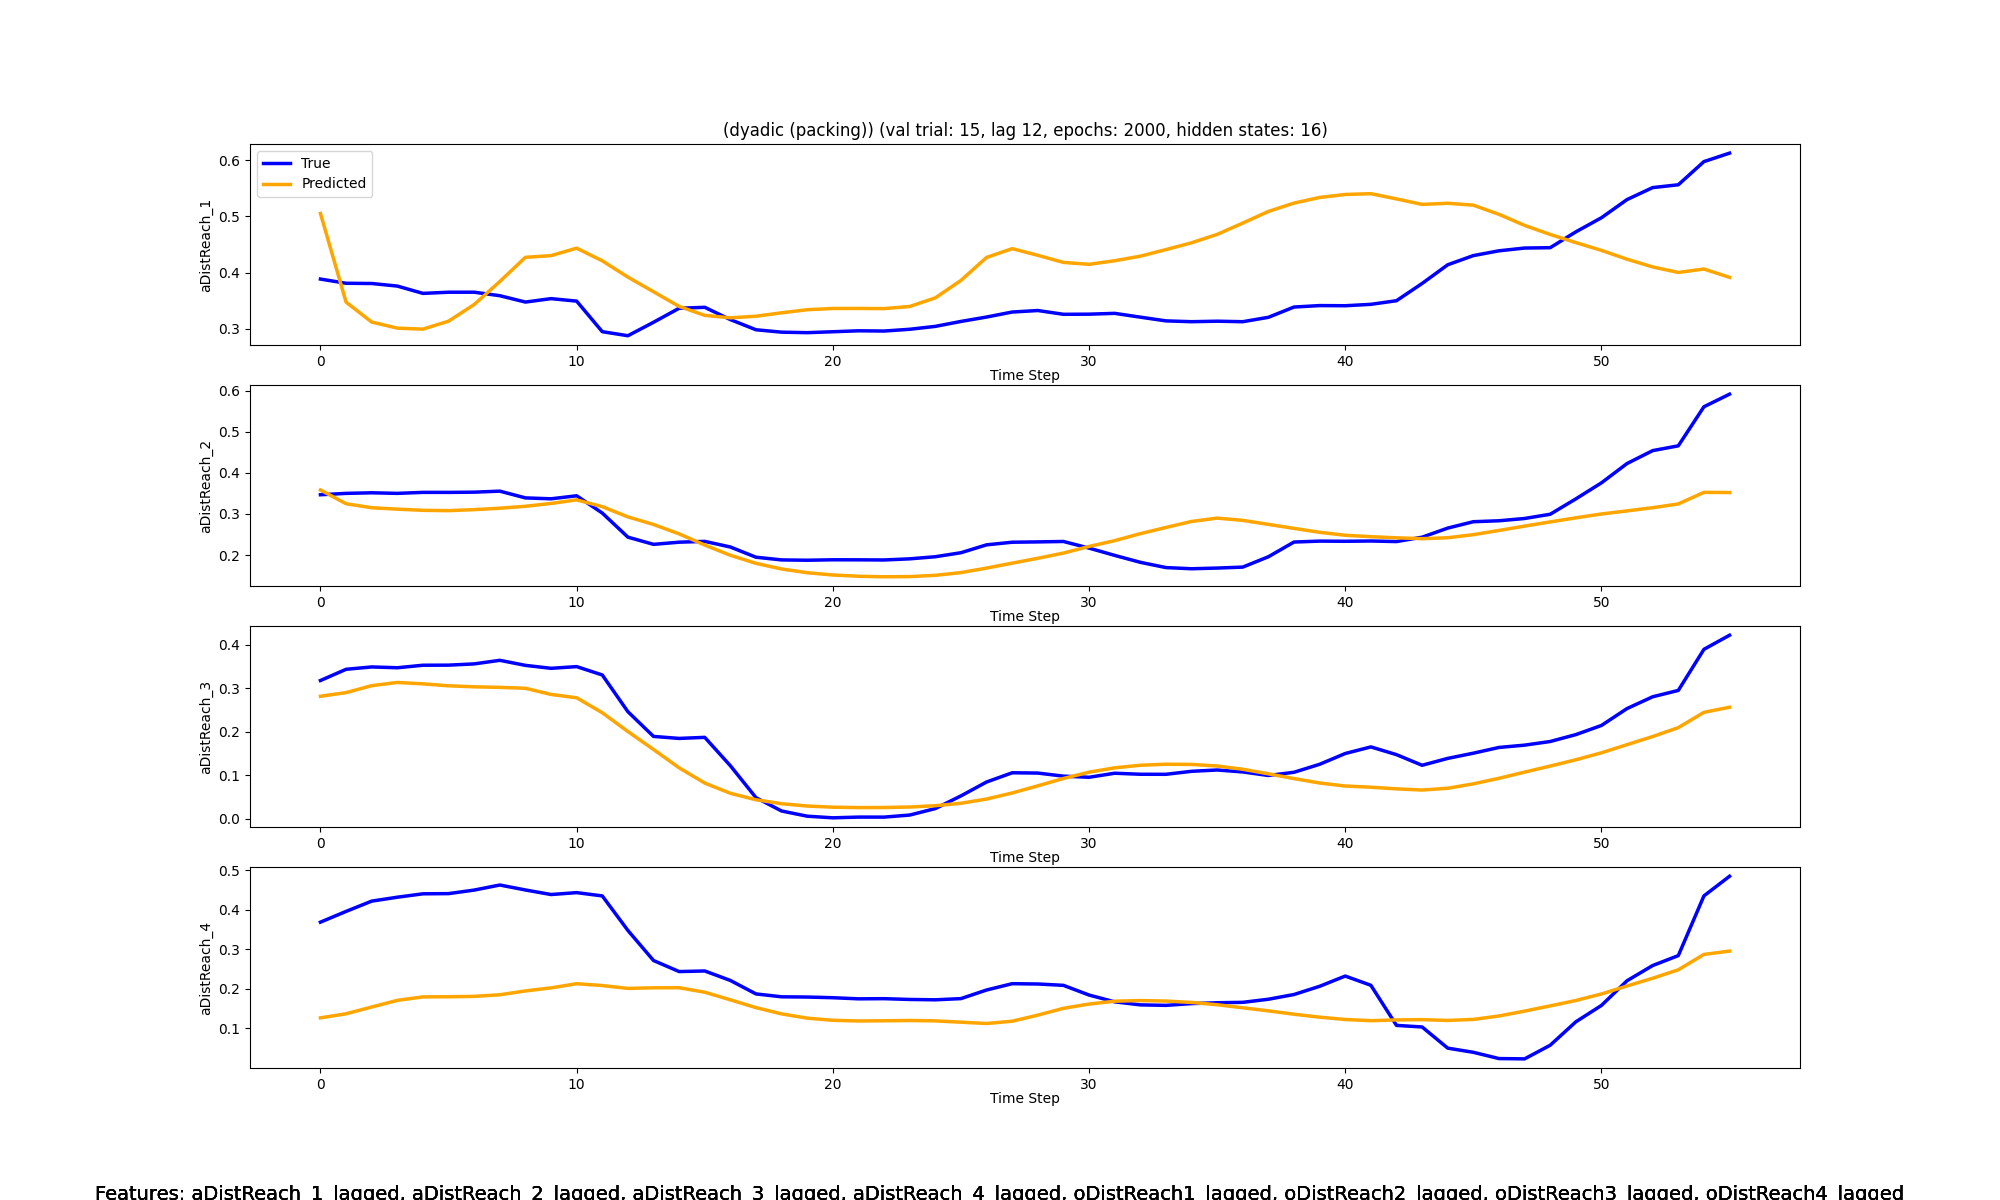 (dyadic (packing)) (val trial: 15, lag 12, epochs: 2000, hidden states: 16)
True
Predicted
aDistReach_1
0.6
0.5
0.4
0.3
0 10 20 30 40 50
Time Step
aDistReach_2
0.6
0.5
0.4
0.3
0.2
0 10 20 30 40 50
Time Step
aDistReach_3
0.4
0.3
0.2
0.1
0.0
0 10 20 30 40 50
Time Step
aDistReach_4
0.5
0.4
0.3
0.2
0.1
0 10 20 30 40 50
Time Step
Features: aDistReach_1_lagged, aDistReach_2_lagged, aDistReach_3_lagged, aDistReach_4_lagged, oDistReach1_lagged, oDistReach2_lagged, oDistReach3_lagged, oDistReach4_lagged